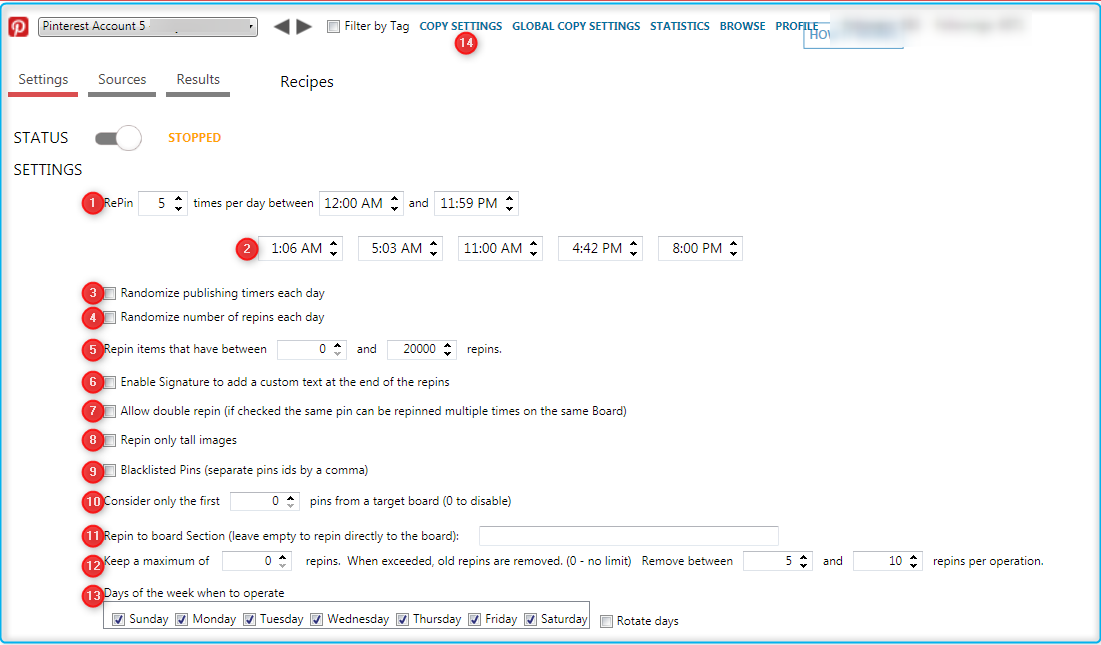 Pinterest Account 5 - Filter by Tag COPY SETTINGS GLOBAL COPY SETTINGS STATISTICS BROWSE PROFILE
14
HOW
Settings Sources Results Recipes
STATUS STOPPED
SETTINGS
1 RePin 5 times per day between 12:00 AM and 11:59 PM
2 1:06 AM 5:03 AM 11:00 AM 4:42 PM 8:00 PM
3 Randomize publishing timers each day
4 Randomize number of repins each day
5 Repin items that have between 0 and 20000 repins.
6 Enable Signature to add a custom text at the end of the repins
7 Allow double repin (if checked the same pin can be repinned multiple times on the same Board)
8 Repin only tall images
9 Blacklisted Pins (separate pins ids by a comma)
10 Consider only the first 0 pins from a target board (0 to disable)
11 Repin to board Section (leave empty to repin directly to the board):
12 Keep a maximum of 0 repins. When exceeded, old repins are removed. (0 - no limit) Remove between 5 and 10 repins per operation.
13 Days of the week when to operate
Sunday Monday Tuesday Wednesday Thursday Friday Saturday Rotate days